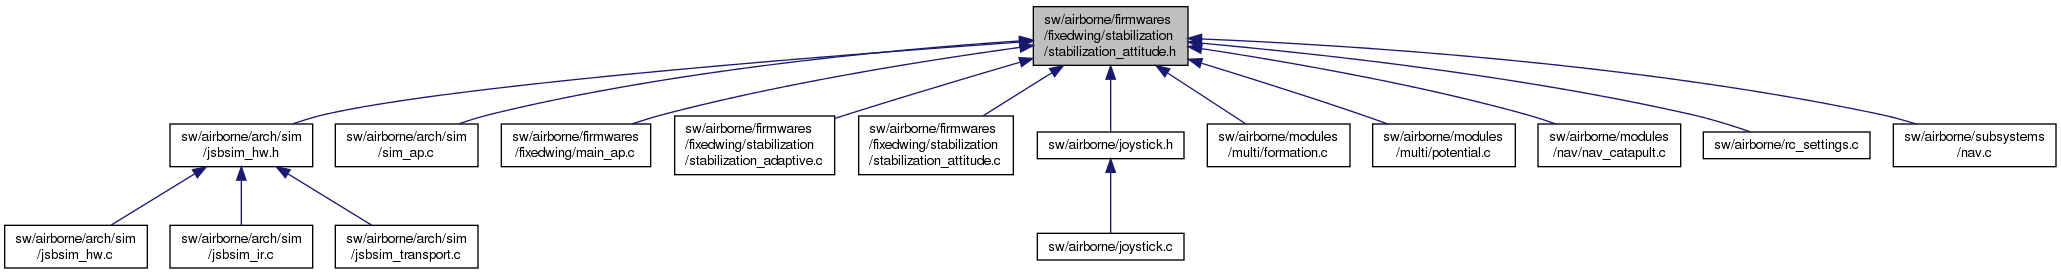 sw/airborne/firmwares
/fixedwing/stabilization
/stabilization_attitude.h
sw/airborne/arch/sim
/jsbsim_hw.h
sw/airborne/arch/sim
/sim_ap.c
sw/airborne/firmwares
/fixedwing/main_ap.c
sw/airborne/firmwares
/fixedwing/stabilization
/stabilization_adaptive.c
sw/airborne/firmwares
/fixedwing/stabilization
/stabilization_attitude.c
sw/airborne/joystick.h
sw/airborne/modules
/multi/formation.c
sw/airborne/modules
/multi/potential.c
sw/airborne/modules
/nav/nav_catapult.c
sw/airborne/rc_settings.c
sw/airborne/subsystems
/nav.c
sw/airborne/arch/sim
/jsbsim_hw.c
sw/airborne/arch/sim
/jsbsim_ir.c
sw/airborne/arch/sim
/jsbsim_transport.c
sw/airborne/joystick.c